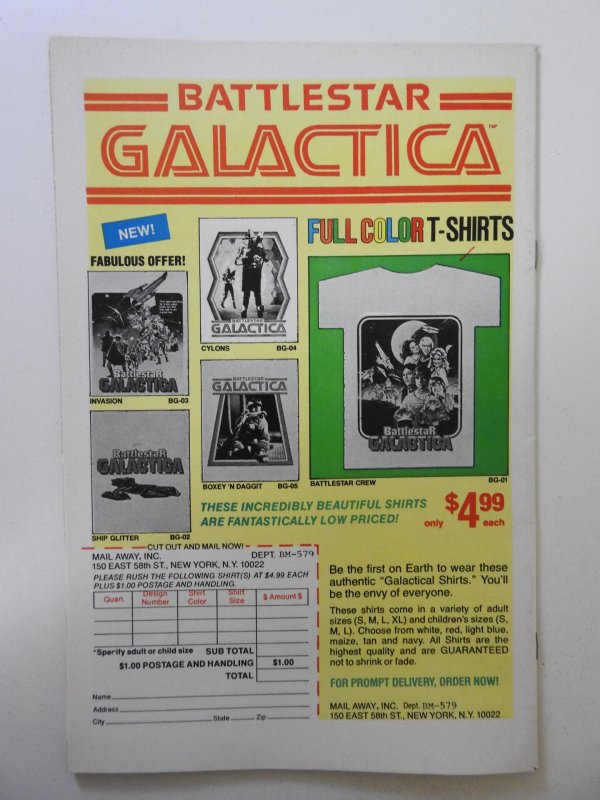 BATTLESTAR
GALACTICA™
NEW!
FABULOUS OFFER!
FULL COLOR T-SHIRTS
Battlestar
GALACTICA
INVASION BG-03
BATTLESTAR
GALACTICA
CYLONS BG-04
Battlestar
GALACTICA
SHIP GLITTER BG-02
BATTLESTAR
GALACTICA
BOXEY 'N DAGGIT BG-05
Battlestar
GALACTICA
BATTLESTAR CREW BG-01
THESE INCREDIBLY BEAUTIFUL SHIRTS
ARE FANTASTICALLY LOW PRICED!
only $4.99 each
CUT OUT AND MAIL NOW!
MAIL AWAY, INC. DEPT. BM-579
150 EAST 58th ST., NEW YORK, N.Y. 10022
PLEASE RUSH THE FOLLOWING SHIRT(S) AT $4.99 EACH
PLUS $1.00 POSTAGE AND HANDLING.
Quan. Design Number Shirt Color Shirt Size $ Amount $
*Specify adult or child size SUB TOTAL
$1.00 POSTAGE AND HANDLING $1.00
TOTAL
Name
Address
City State Zip
Be the first on Earth to wear these
authentic "Galactical Shirts." You'll
be the envy of everyone.
These shirts come in a variety of adult
sizes (S, M, L, XL) and children's sizes (S,
M, L). Choose from white, red, light blue,
maize, tan and navy. All Shirts are the
highest quality and are GUARANTEED
not to shrink or fade.
FOR PROMPT DELIVERY, ORDER NOW!
MAIL AWAY, INC. Dept. BM-579
150 EAST 58th ST., NEW YORK, N.Y. 10022